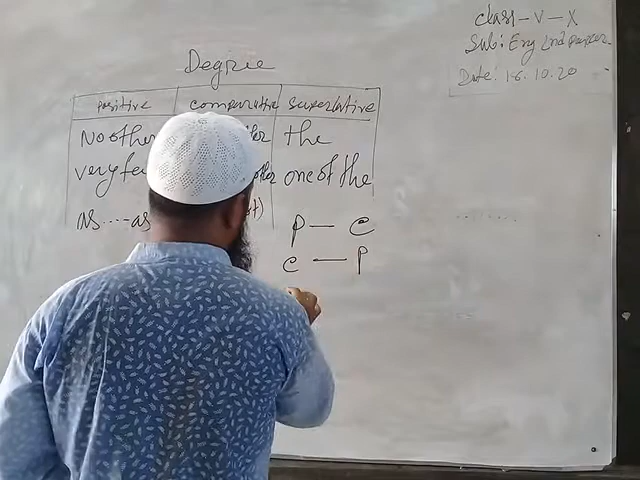 class - V - X
Sub: Eng 2nd paper.
Date: 16.10.20
Degree
positive comparative superlative
No other the
very few one of the
as....as
P — C
C — P